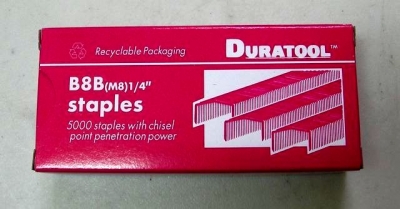 Recyclable Packaging
DURATOOL™
B8B(M8)1/4"
staples
5000 staples with chisel
point penetration power